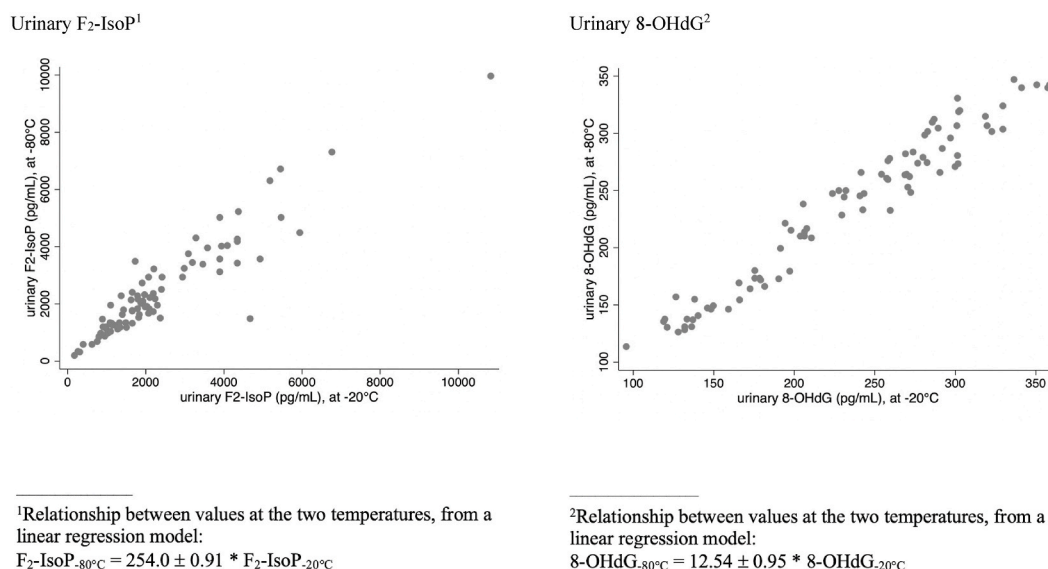 Urinary F₂-IsoP¹
urinary F2-IsoP (pg/mL), at -80°C
10000
8000
6000
4000
2000
0
0 2000 4000 6000 8000 10000
urinary F2-IsoP (pg/mL), at -20°C
¹Relationship between values at the two temperatures, from a
linear regression model:
F₂-IsoP-80°C = 254.0 ± 0.91 * F₂-IsoP-20°C
Urinary 8-OHdG²
urinary 8-OHdG (pg/mL), at -80°C
350
300
250
200
150
100
100 150 200 250 300 350
urinary 8-OHdG (pg/mL), at -20°C
²Relationship between values at the two temperatures, from a
linear regression model:
8-OHdG-80°C = 12.54 ± 0.95 * 8-OHdG-20°C